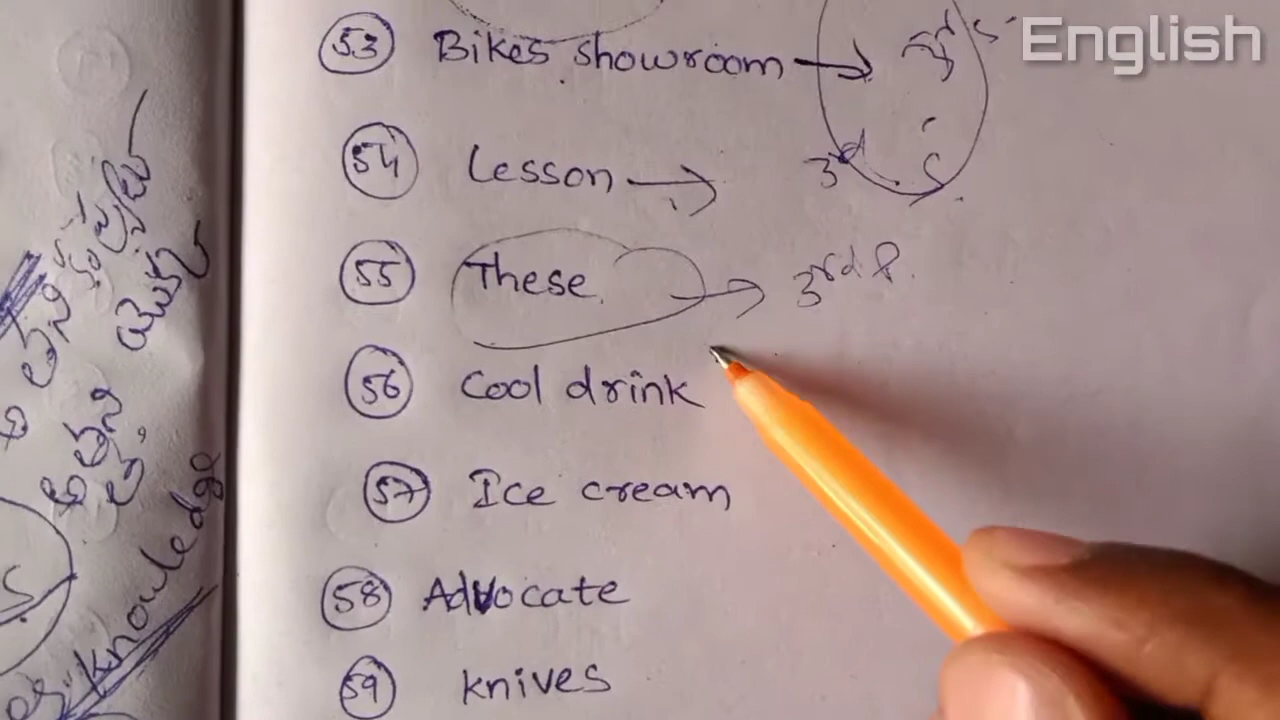 English
53 Bikes showroom → 3rd S
54 Lesson → 3rd S
55 These → 3rd P.
56 Cool drink
57 Ice cream
58 Advocate
59 knives
Knowledge